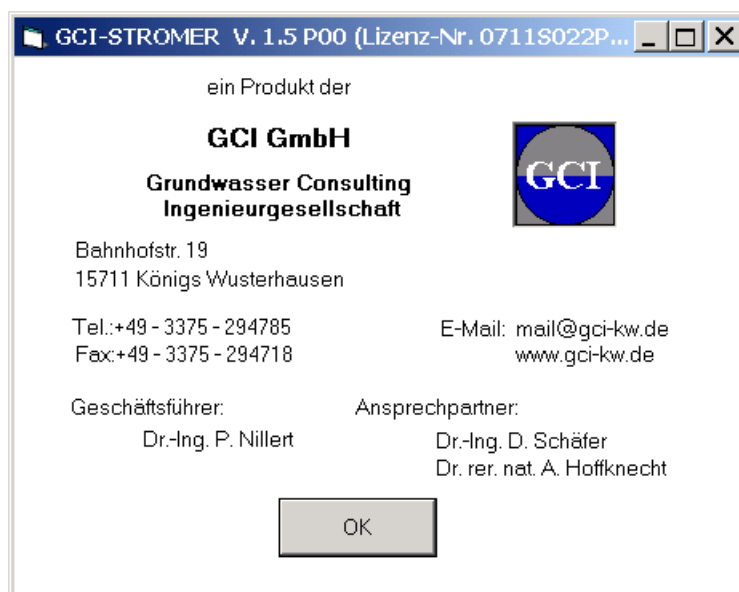 GCI-STROMER V. 1.5 P00 (Lizenz-Nr. 0711S022P...
ein Produkt der
GCI GmbH
Grundwasser Consulting
Ingenieurgesellschaft
GCI
Bahnhofstr. 19
15711 Königs Wusterhausen
Tel.:+49 - 3375 - 294785
Fax:+49 - 3375 - 294718
E-Mail: mail@gci-kw.de
www.gci-kw.de
Geschäftsführer:
Dr.-Ing. P. Nillert
Ansprechpartner:
Dr.-Ing. D. Schäfer
Dr. rer. nat. A. Hoffknecht
OK